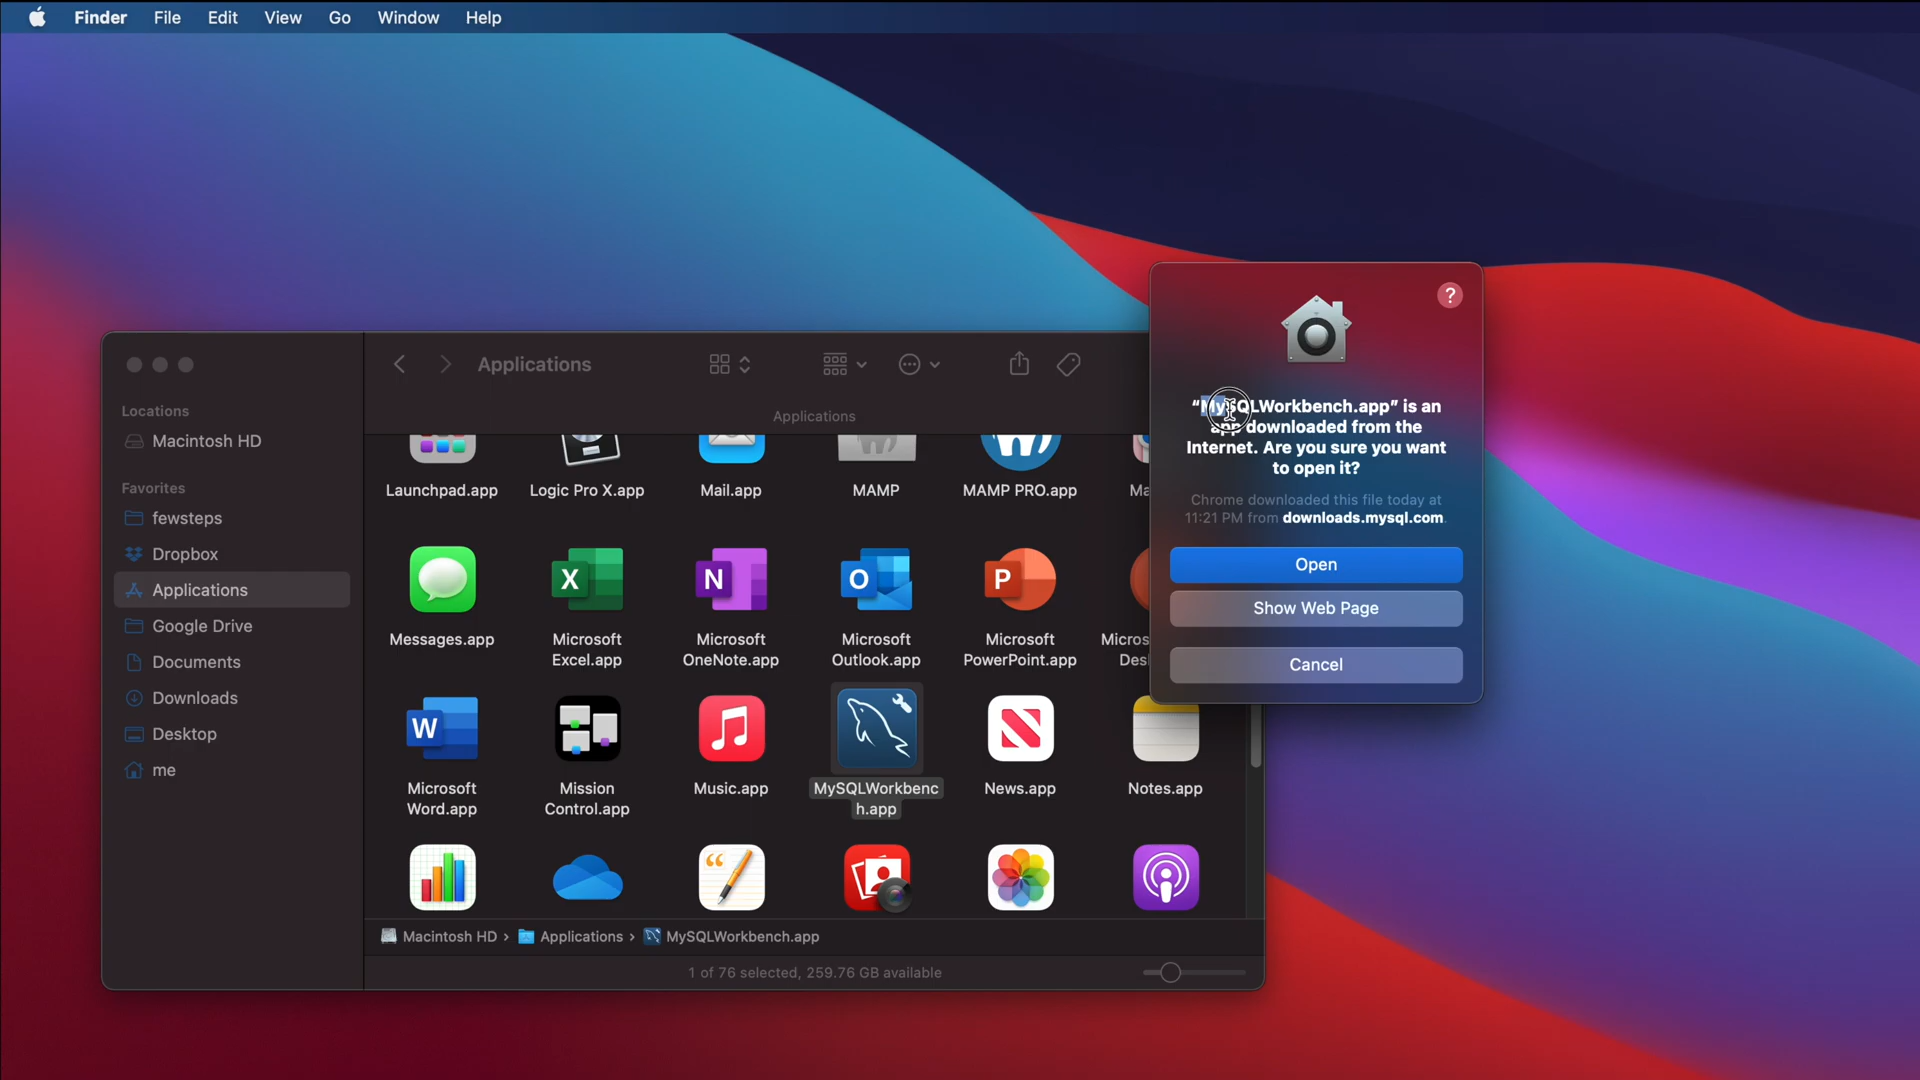 Finder File Edit View Go Window Help
Applications
Applications
Locations
Macintosh HD
Favorites
fewsteps
Dropbox
Applications
Google Drive
Documents
Downloads
Desktop
me
Launchpad.app
Logic Pro X.app
Mail.app
MAMP
MAMP PRO.app
Ma
Messages.app
Microsoft
Excel.app
Microsoft
OneNote.app
Microsoft
Outlook.app
Microsoft
PowerPoint.app
Micros
Des
Microsoft
Word.app
Mission
Control.app
Music.app
MySQLWorkbenc
h.app
News.app
Notes.app
Macintosh HD › Applications › MySQLWorkbench.app
1 of 76 selected, 259.76 GB available
?
“MySQLWorkbench.app” is an
app downloaded from the
Internet. Are you sure you want
to open it?
Chrome downloaded this file today at
11:21 PM from downloads.mysql.com.
Open
Show Web Page
Cancel